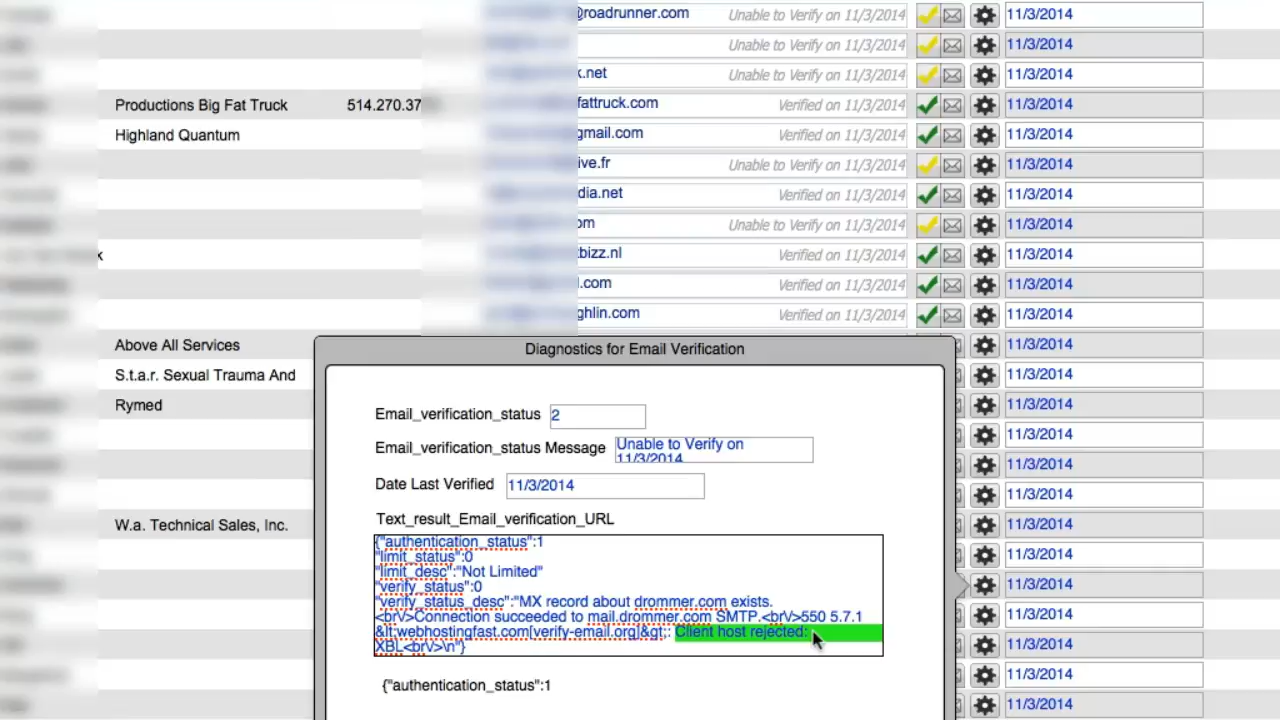 @roadrunner.com Unable to Verify on 11/3/2014 11/3/2014
Unable to Verify on 11/3/2014 11/3/2014
k.net Unable to Verify on 11/3/2014 11/3/2014
Productions Big Fat Truck 514.270.37 fattruck.com Verified on 11/3/2014 11/3/2014
Highland Quantum gmail.com Verified on 11/3/2014 11/3/2014
ive.fr Unable to Verify on 11/3/2014 11/3/2014
dia.net Verified on 11/3/2014 11/3/2014
om Unable to Verify on 11/3/2014 11/3/2014
k tbizz.nl Verified on 11/3/2014 11/3/2014
.com Verified on 11/3/2014 11/3/2014
ghlin.com Verified on 11/3/2014 11/3/2014
Above All Services 11/3/2014
S.t.a.r. Sexual Trauma And 11/3/2014
Rymed 11/3/2014
11/3/2014
11/3/2014
11/3/2014
W.a. Technical Sales, Inc. 11/3/2014
11/3/2014
11/3/2014
11/3/2014
11/3/2014
11/3/2014
11/3/2014
Diagnostics for Email Verification
Email_verification_status 2
Email_verification_status Message Unable to Verify on
11/3/2014
Date Last Verified 11/3/2014
Text_result_Email_verification_URL
{"authentication_status":1
"limit_status":0
"limit_desc":"Not Limited"
"verify_status":0
"verify_status_desc":"MX record about drommer.com exists.
<br\/>Connection succeeded to mail.drommer.com SMTP.<br\/>550 5.7.1
&lt;webhostingfast.com[verify-email.org]&gt;: Client host rejected:
XBL<br\/>\n"}
{"authentication_status":1